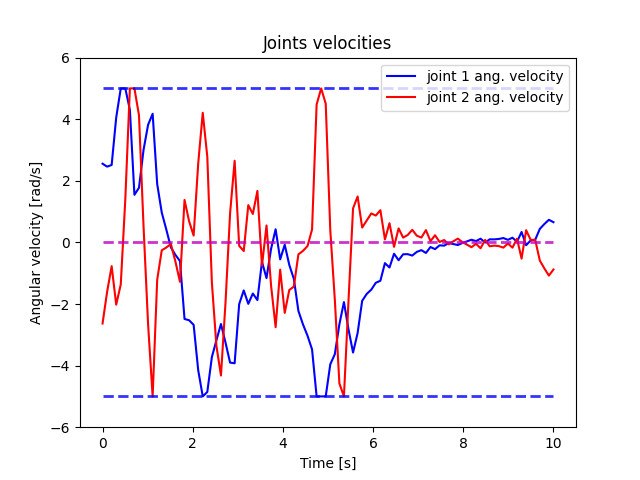 Joints velocities
joint 1 ang. velocity
joint 2 ang. velocity
Angular velocity [rad/s]
6
4
2
0
−2
−4
−6
0
2
4
6
8
10
Time [s]